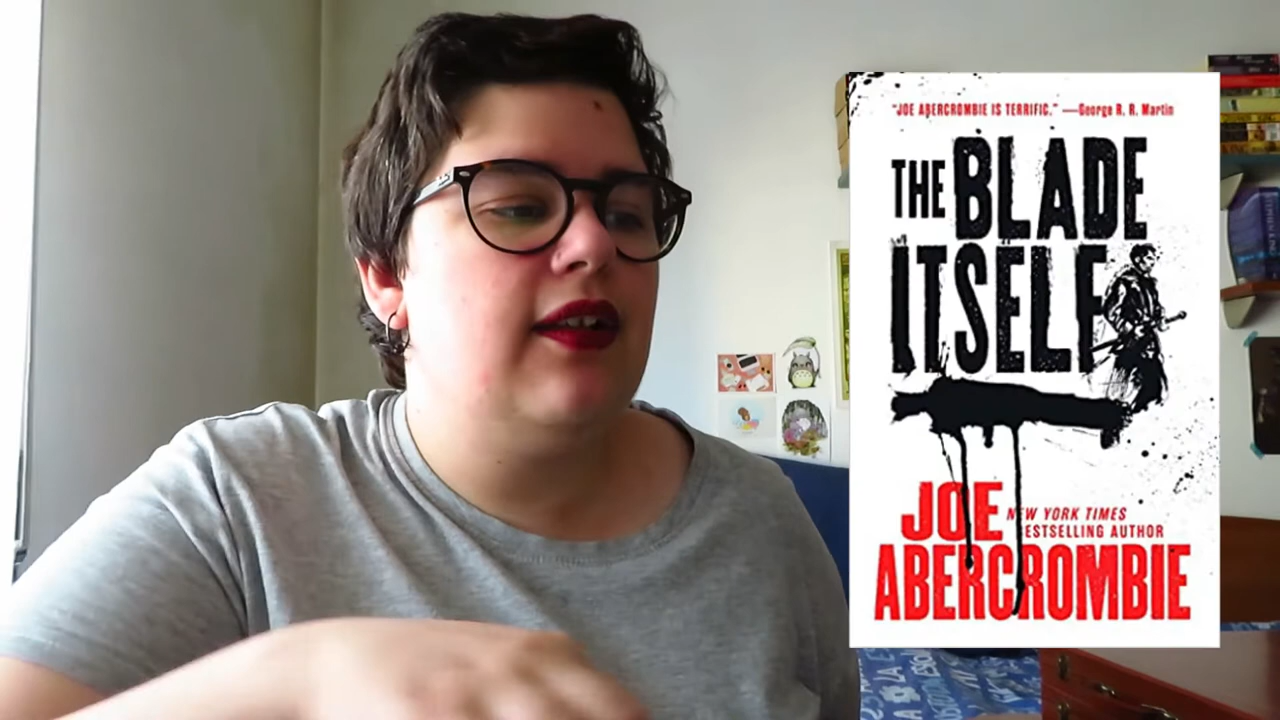 "JOE ABERCROMBIE IS TERRIFIC." —George R. R. Martin
THE BLADE
ITSELF
JOE
NEW YORK TIMES
BESTSELLING AUTHOR
ABERCROMBIE